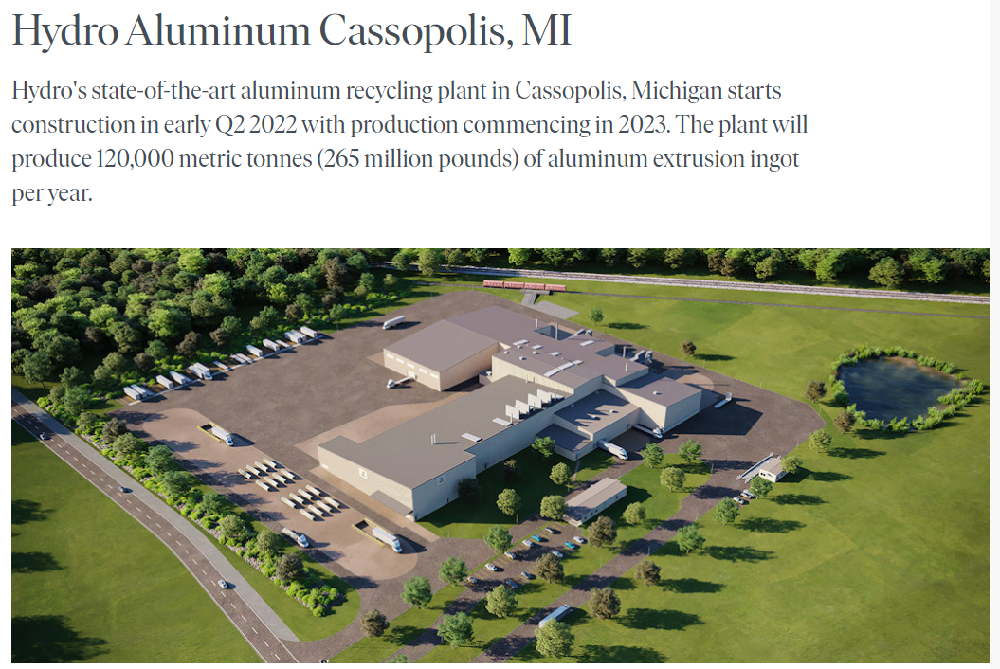 Hydro Aluminum Cassopolis, MI
Hydro's state-of-the-art aluminum recycling plant in Cassopolis, Michigan starts
construction in early Q2 2022 with production commencing in 2023. The plant will
produce 120,000 metric tonnes (265 million pounds) of aluminum extrusion ingot
per year.